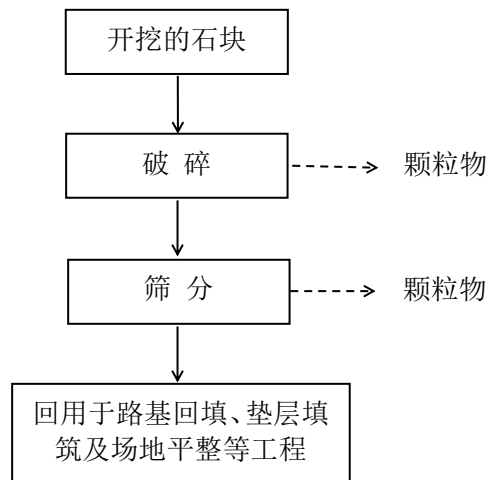 开挖的石块
破 碎
颗粒物
筛 分
颗粒物
回用于路基回填、垫层填
筑及场地平整等工程